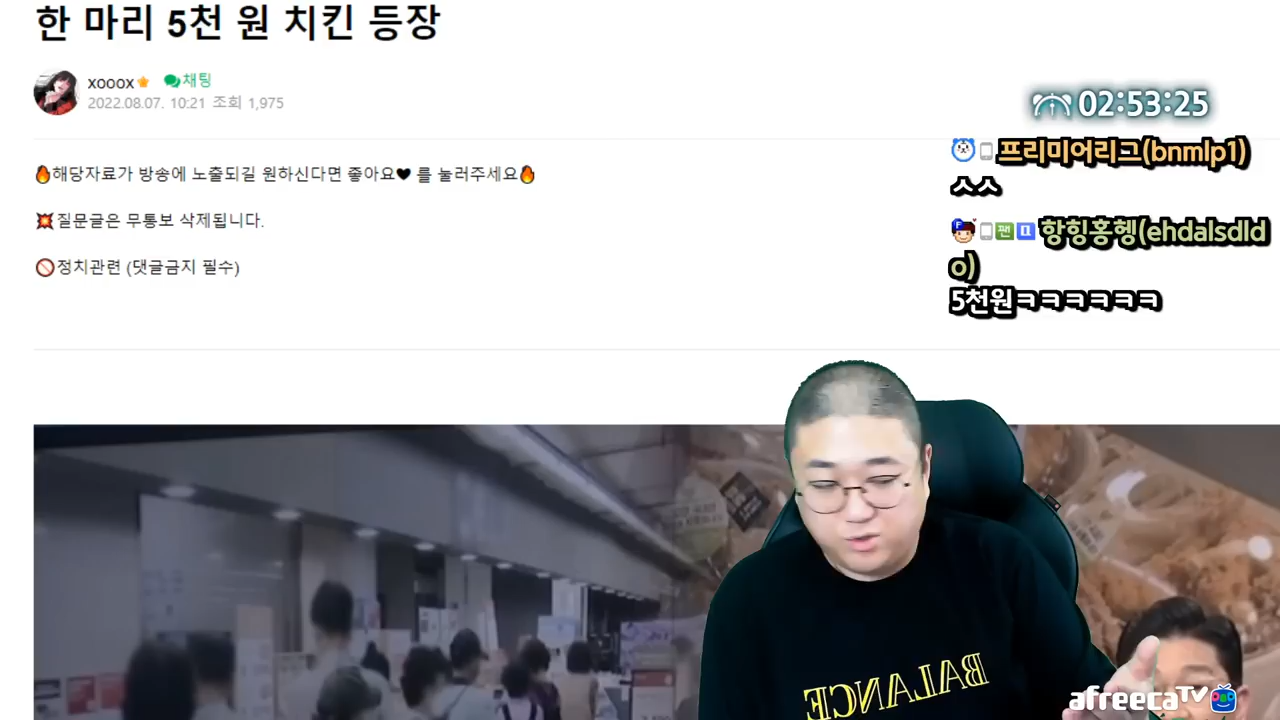 한 마리 5천 원 치킨 등장
xooox 채팅
2022.08.07. 10:21 조회 1,975
해당자료가 방송에 노출되길 원하신다면 좋아요 를 눌러주세요
질문글은 무통보 삭제됩니다.
정치관련 (댓글금지 필수)
02:53:25
프리미어리그(bnmlp1)
ㅅㅅ
팬 항힝홍헹(ehdalsdld
o)
5천원ㅋㅋㅋㅋㅋㅋ
BALANCE
afreecaTV